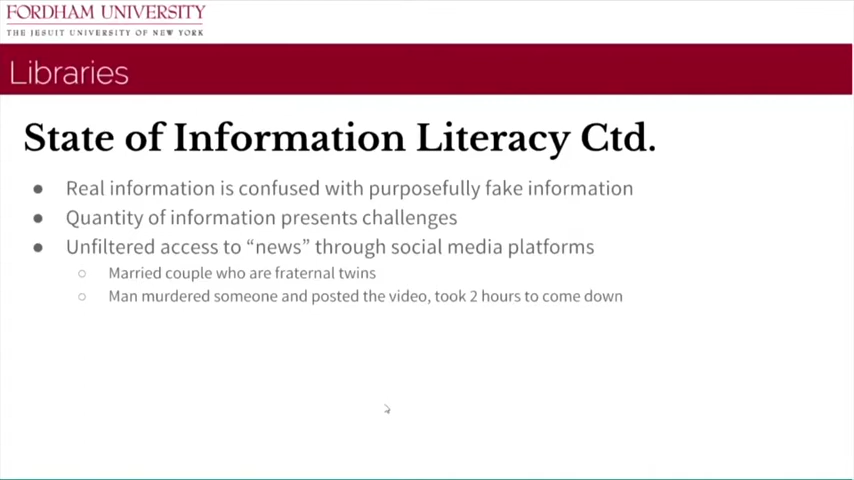 FORDHAM UNIVERSITY
THE JESUIT UNIVERSITY OF NEW YORK
Libraries
State of Information Literacy Ctd.
● Real information is confused with purposefully fake information
● Quantity of information presents challenges
● Unfiltered access to “news” through social media platforms
○ Married couple who are fraternal twins
○ Man murdered someone and posted the video, took 2 hours to come down